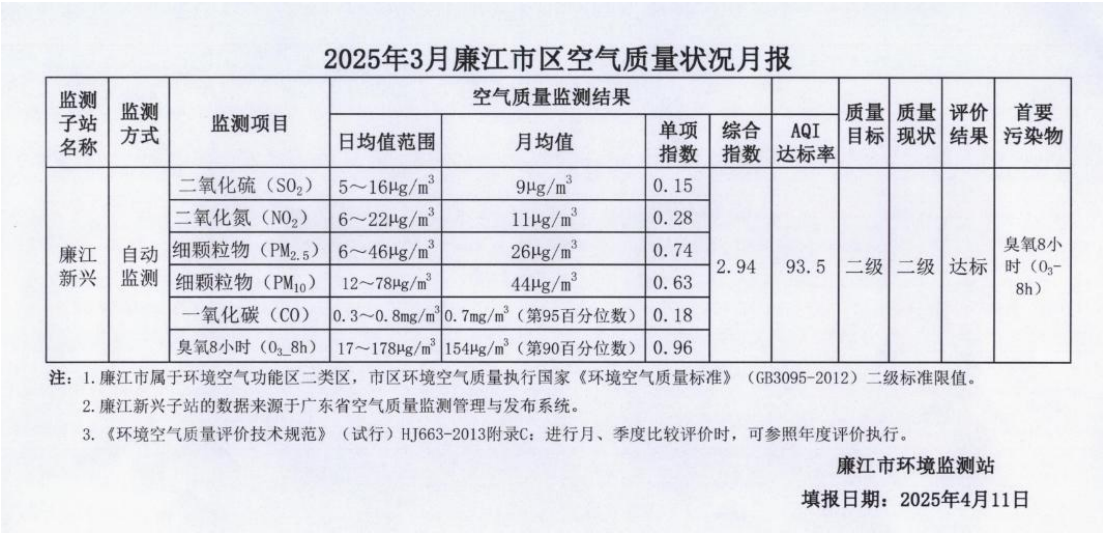 2025年3月廉江市区空气质量状况月报
监测子站名称 监测方式 监测项目 空气质量监测结果 质量目标 质量现状 评价结果 首要污染物
日均值范围 月均值 单项指数 综合指数 AQI达标率
廉江新兴 自动监测 二氧化硫（SO₂） 5～16μg/m³ 9μg/m³ 0.15 2.94 93.5 二级 二级 达标 臭氧8小时（O₃-8h）
二氧化氮（NO₂） 6～22μg/m³ 11μg/m³ 0.28
细颗粒物（PM₂.₅） 6～46μg/m³ 26μg/m³ 0.74
细颗粒物（PM₁₀） 12～78μg/m³ 44μg/m³ 0.63
一氧化碳（CO） 0.3～0.8mg/m³ 0.7mg/m³（第95百分位数） 0.18
臭氧8小时（O₃_8h） 17～178μg/m³ 154μg/m³（第90百分位数） 0.96
注：1.廉江市属于环境空气功能区二类区，市区环境空气质量执行国家《环境空气质量标准》（GB3095-2012）二级标准限值。
2.廉江新兴子站的数据来源于广东省空气质量监测管理与发布系统。
3.《环境空气质量评价技术规范》（试行）HJ663-2013附录C：进行月、季度比较评价时，可参照年度评价执行。
廉江市环境监测站
填报日期：2025年4月11日